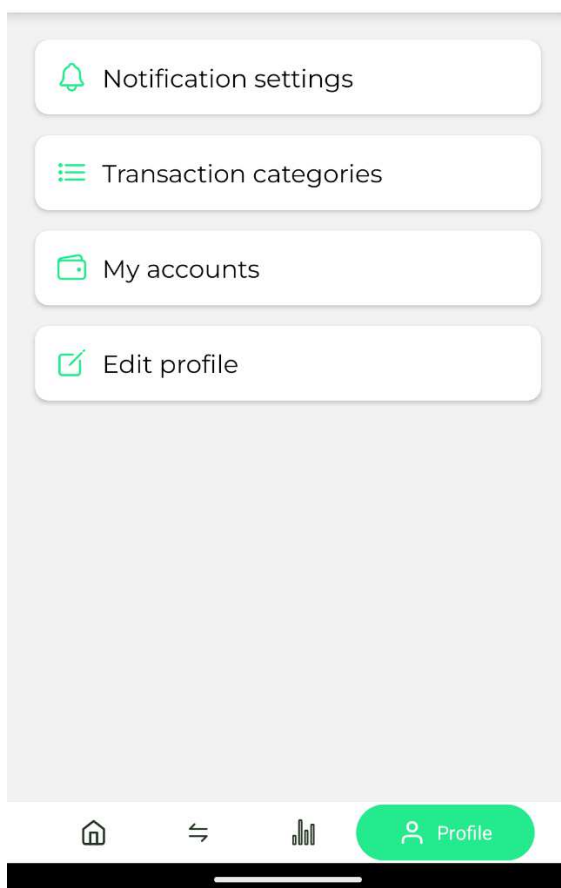 Notification settings
Transaction categories
My accounts
Edit profile
Profile